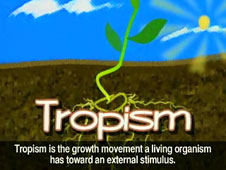 Tropism
Tropism is the growth movement a living organism
has toward an external stimulus.